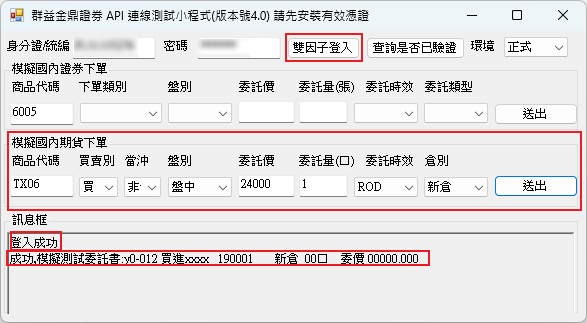 群益金鼎證券 API 連線測試小程式(版本號4.0) 請先安裝有效憑證
身分證/統編 密碼 雙因子登入 查詢是否已驗證 環境 正式
模擬國內證券下單
商品代碼 下單類別 盤別 委託價 委託量(張) 委託時效 委託類型
6005 送出
模擬國內期貨下單
商品代碼 買賣別 當沖 盤別 委託價 委託量(口) 委託時效 倉別
TX06 買 非 盤中 24000 1 ROD 新倉 送出
訊息框
登入成功
成功,模擬測試委託書:y0-012 買進xxxx 190001 新倉 00口 委價 00000.000